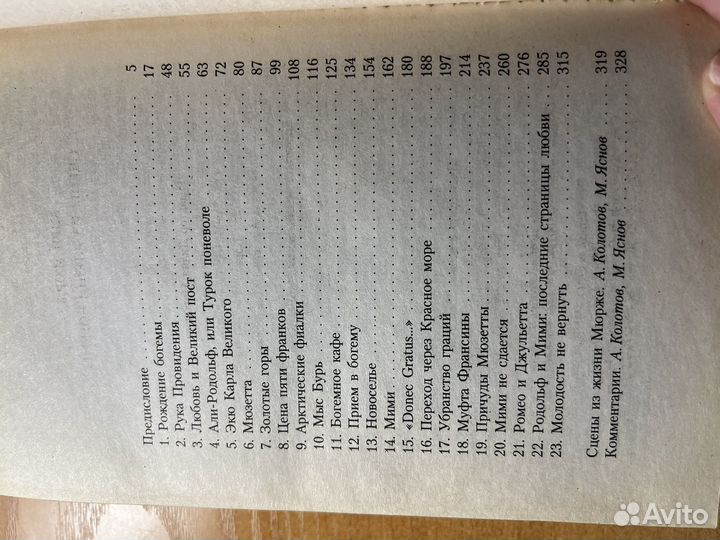 Предисловие . . . . . 5
1. Рождение богемы . . . . . 17
2. Рука Провидения . . . . . 48
3. Любовь и Великий пост . . . . . 55
4. Али-Родольф, или Турок поневоле . . . . . 63
5. Экю Карла Великого . . . . . 72
6. Мюзетта . . . . . 80
7. Золотые горы . . . . . 87
8. Цена пяти франков . . . . . 99
9. Арктические фиалки . . . . . 108
10. Мыс Бурь . . . . . 116
11. Богемное кафе . . . . . 125
12. Прием в богему . . . . . 134
13. Новоселье . . . . . 154
14. Мими . . . . . 162
15. «Donec Gratus...» . . . . . 180
16. Переход через Красное море . . . . . 188
17. Убранство граций . . . . . 197
18. Муфта Франсины . . . . . 214
19. Причуды Мюзетты . . . . . 237
20. Мими не сдается . . . . . 260
21. Ромео и Джульетта . . . . . 276
22. Родольф и Мими: последние страницы любви . . . . . 285
23. Молодость не вернуть . . . . . 315
Сцены из жизни Мюрже. А. Колотов, М. Яснов . . . . . 319
Комментарии. А. Колотов, М. Яснов . . . . . 328
Avito